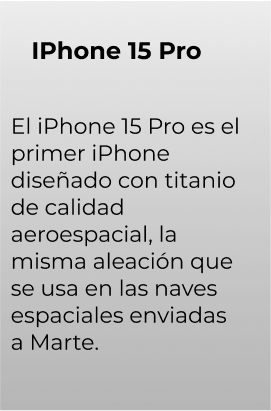 IPhone 15 Pro
El iPhone 15 Pro es el
primer iPhone
diseñado con titanio
de calidad
aeroespacial, la
misma aleación que
se usa en las naves
espaciales enviadas
a Marte.